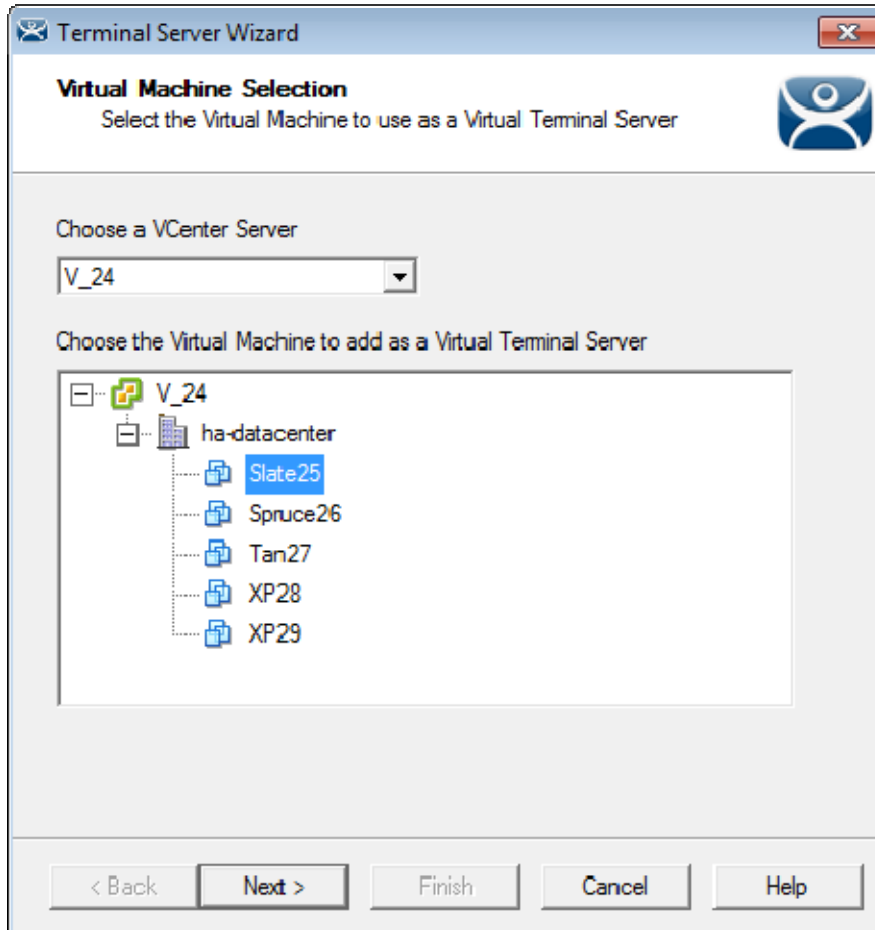 Terminal Server Wizard
Virtual Machine Selection
Select the Virtual Machine to use as a Virtual Terminal Server
Choose a VCenter Server
V_24
Choose the Virtual Machine to add as a Virtual Terminal Server
V_24
ha-datacenter
Slate25
Spruce26
Tan27
XP28
XP29
< Back Next > Finish Cancel Help